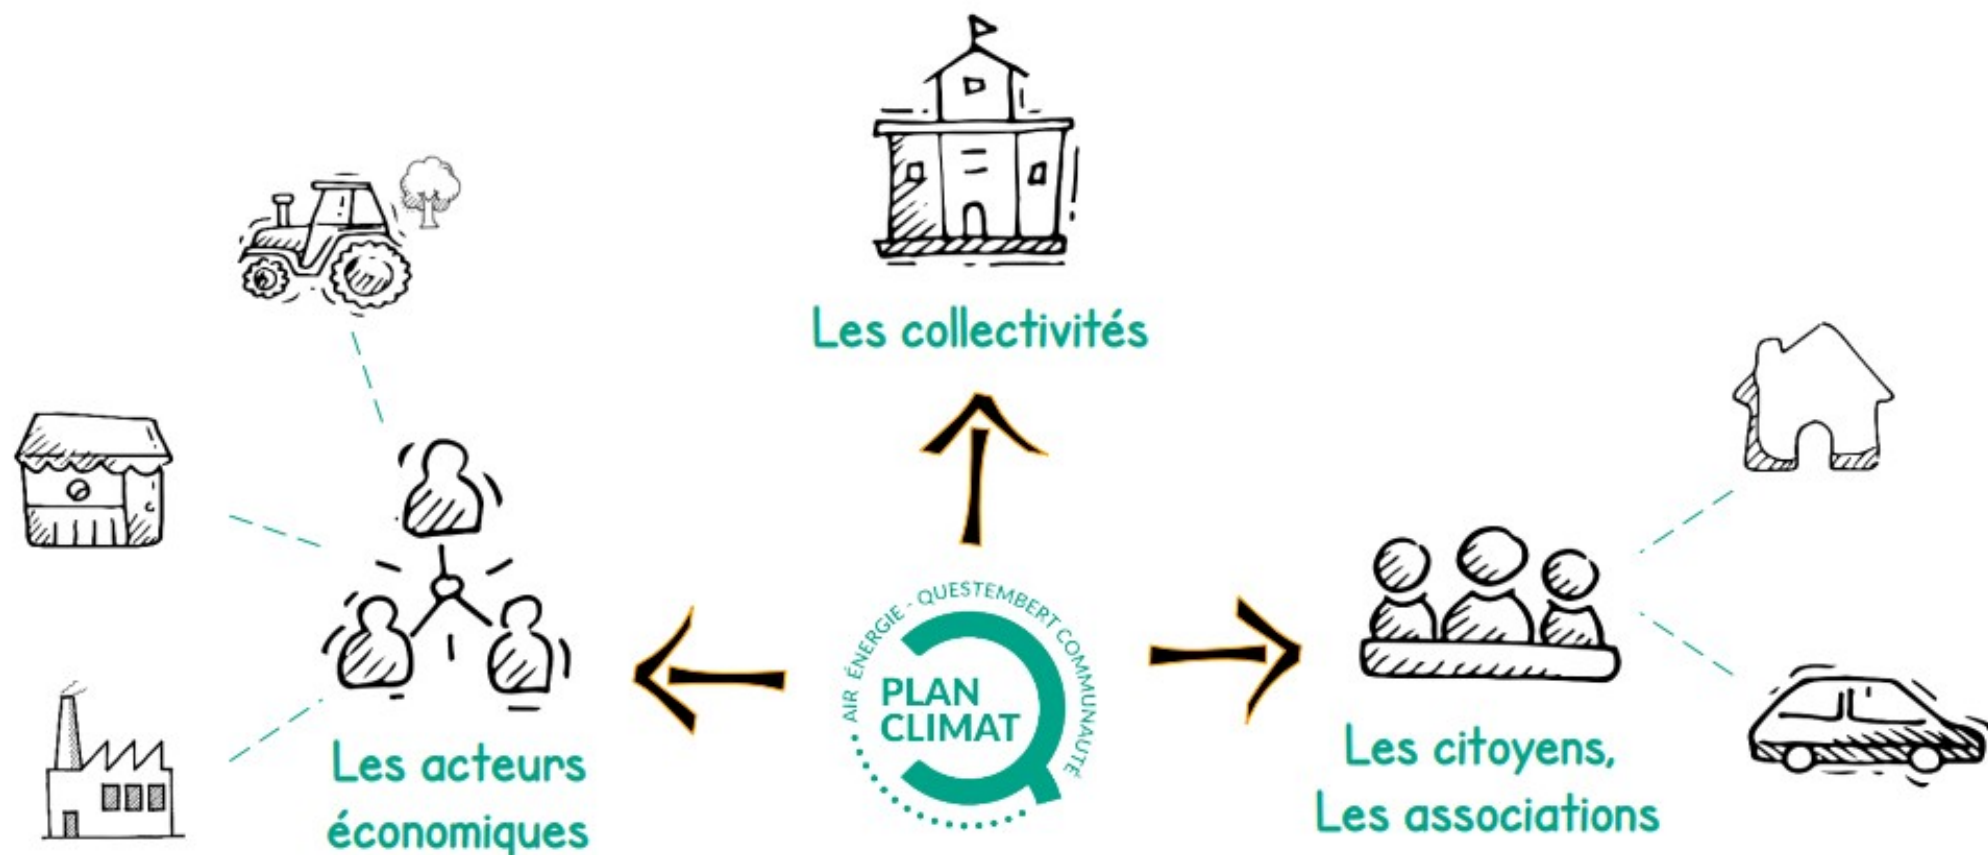 Les collectivités
AIR ÉNERGIE - QUESTEMBERT COMMUNAUTÉ
PLAN
CLIMAT
Les acteurs
économiques
Les citoyens,
Les associations